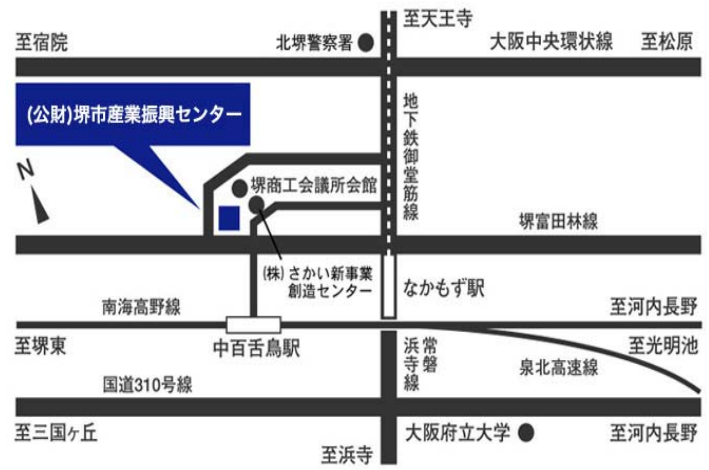 至天王寺
至宿院
北堺警察署
大阪中央環状線
至松原
(公財)堺市産業振興センター
地下鉄御堂筋線
N
堺商工会議所会館
堺富田林線
(株)さかい新事業
創造センター
なかもず駅
南海高野線
至河内長野
至堺東
中百舌鳥駅
至光明池
常磐
浜寺線
泉北高速線
国道310号線
至三国ヶ丘
大阪府立大学
至河内長野
至浜寺